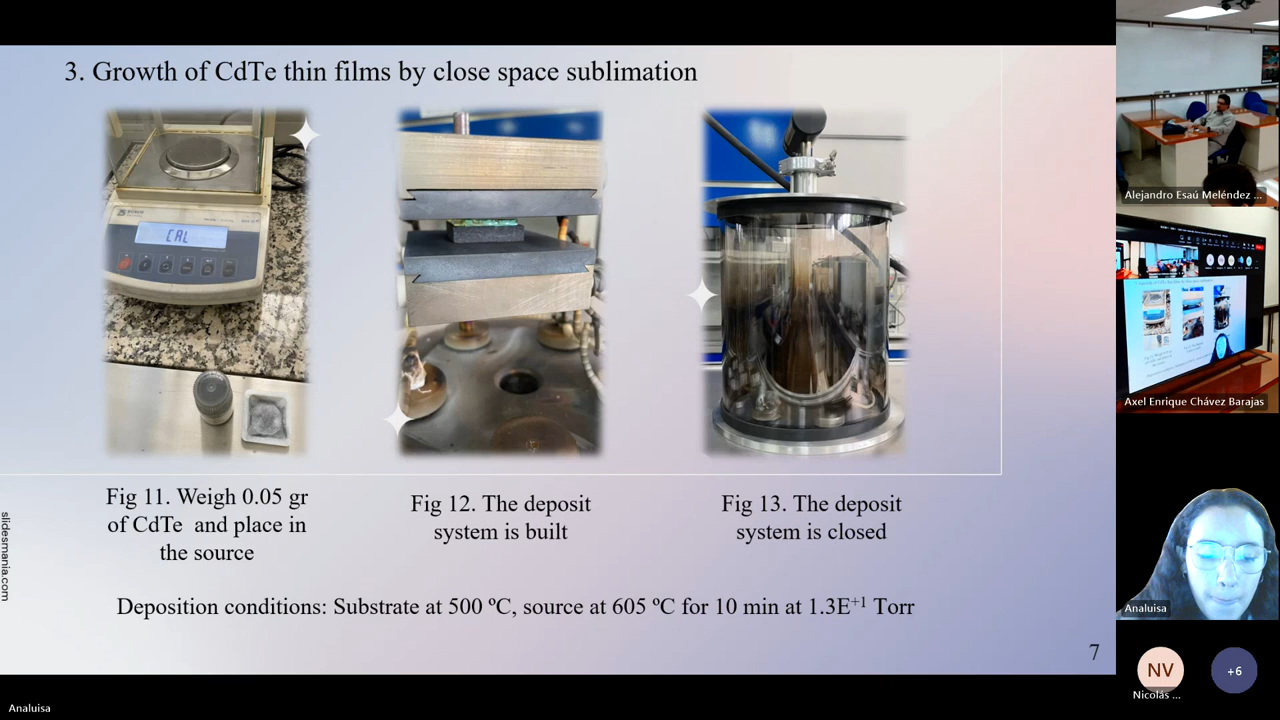 3. Growth of CdTe thin films by close space sublimation
CAL
Fig 11. Weigh 0.05 gr
of CdTe and place in
the source
Fig 12. The deposit
system is built
Fig 13. The deposit
system is closed
Deposition conditions: Substrate at 500 ºC, source at 605 ºC for 10 min at 1.3E+1 Torr
7
slidesmania.com
Analuisa
Alejandro Esaú Meléndez ...
Axel Enrique Chávez Barajas
Analuisa
NV
Nicolás ...
+6